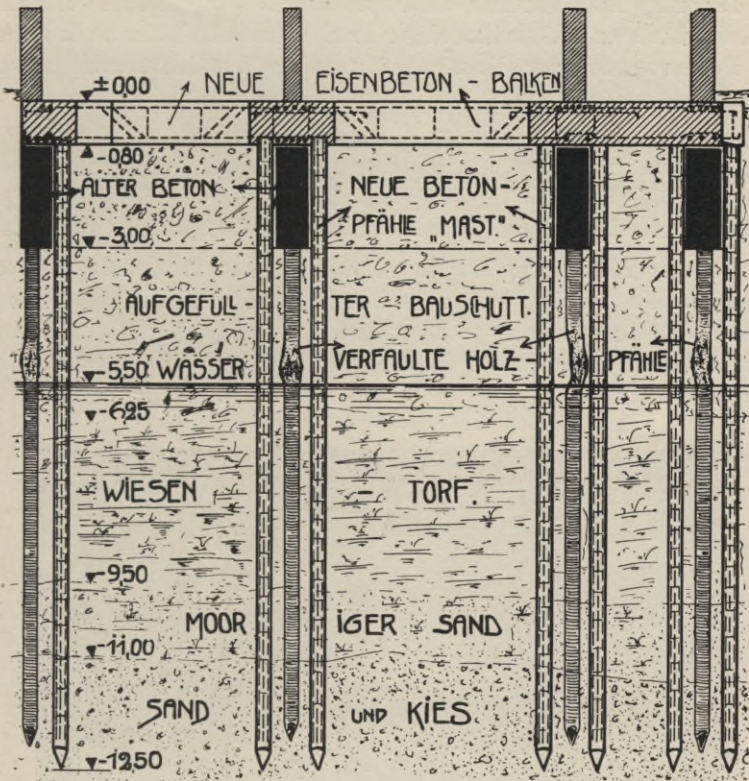 ± 0,00 NEUE EISENBETON - BALKEN
-0,80
ALTER BETON NEUE BETON-
PFÄHLE „MAST."
-3,00
AUFGEFÜLL- TER BAUSCHUTT.
VERFAULTE HOLZ- PFÄHLE
-5,50 WASSER
-6,25
WIESEN - TORF.
-9,50
MOOR IGER SAND
-11,00
SAND UND KIES
-12,50